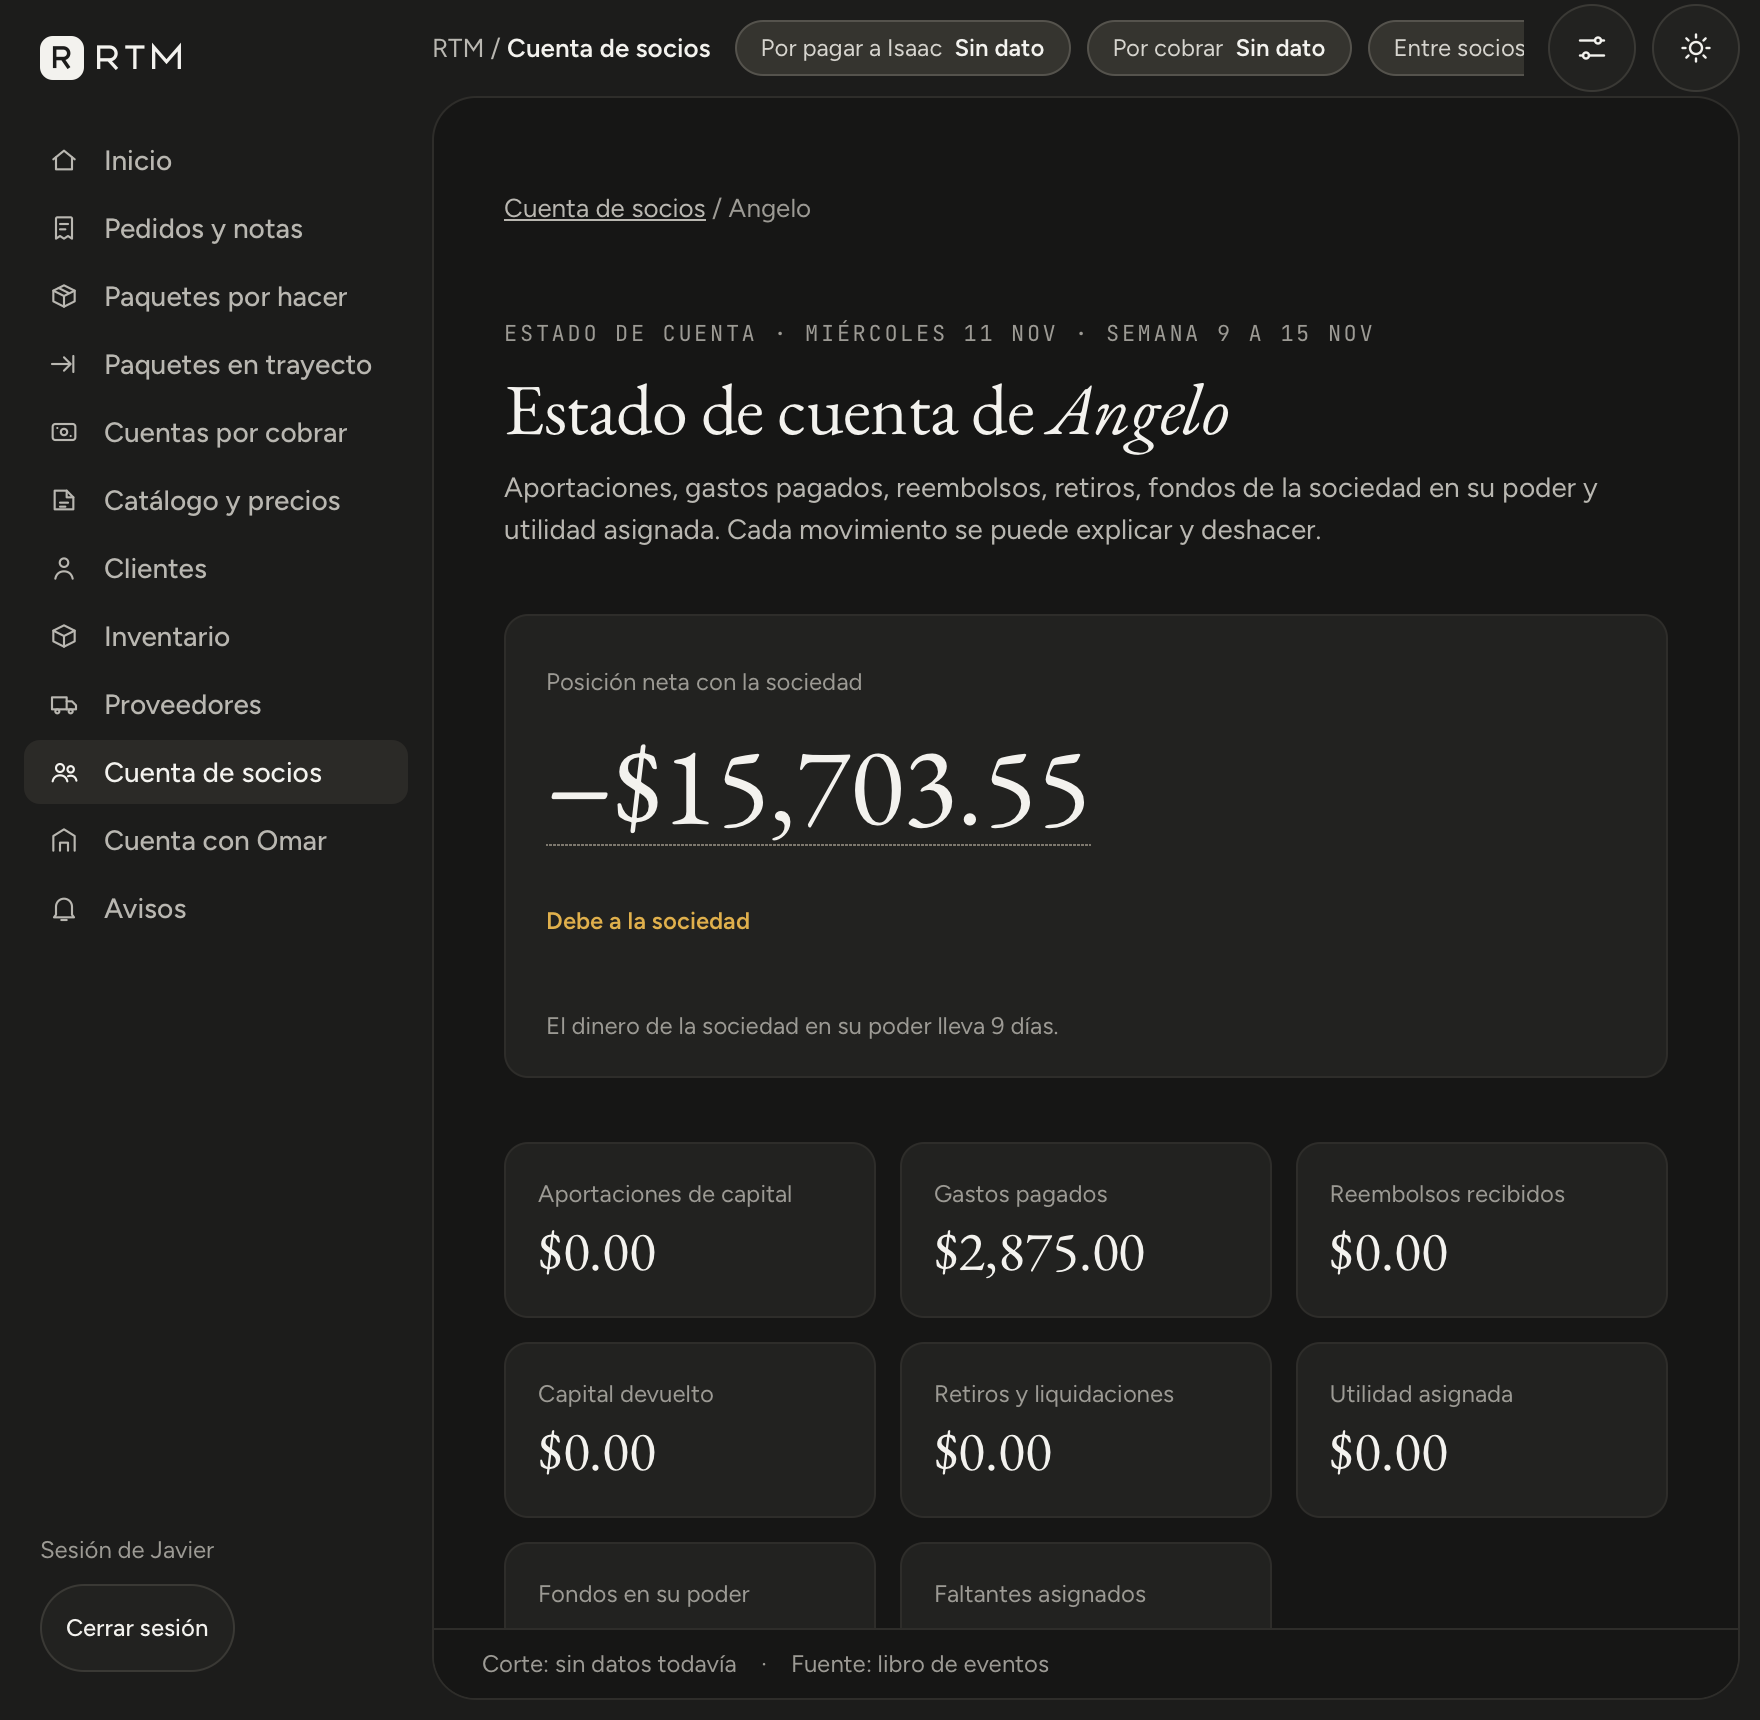 R RTM
Inicio
Pedidos y notas
Paquetes por hacer
Paquetes en trayecto
Cuentas por cobrar
Catálogo y precios
Clientes
Inventario
Proveedores
Cuenta de socios
Cuenta con Omar
Avisos
Sesión de Javier
Cerrar sesión
RTM / Cuenta de socios
Por pagar a Isaac Sin dato
Por cobrar Sin dato
Entre socios
Cuenta de socios / Angelo
ESTADO DE CUENTA · MIÉRCOLES 11 NOV · SEMANA 9 A 15 NOV
Estado de cuenta de Angelo
Aportaciones, gastos pagados, reembolsos, retiros, fondos de la sociedad en su poder y
utilidad asignada. Cada movimiento se puede explicar y deshacer.
Posición neta con la sociedad
–$15,703.55
Debe a la sociedad
El dinero de la sociedad en su poder lleva 9 días.
Aportaciones de capital
$0.00
Gastos pagados
$2,875.00
Reembolsos recibidos
$0.00
Capital devuelto
$0.00
Retiros y liquidaciones
$0.00
Utilidad asignada
$0.00
Fondos en su poder
Faltantes asignados
Corte: sin datos todavía · Fuente: libro de eventos